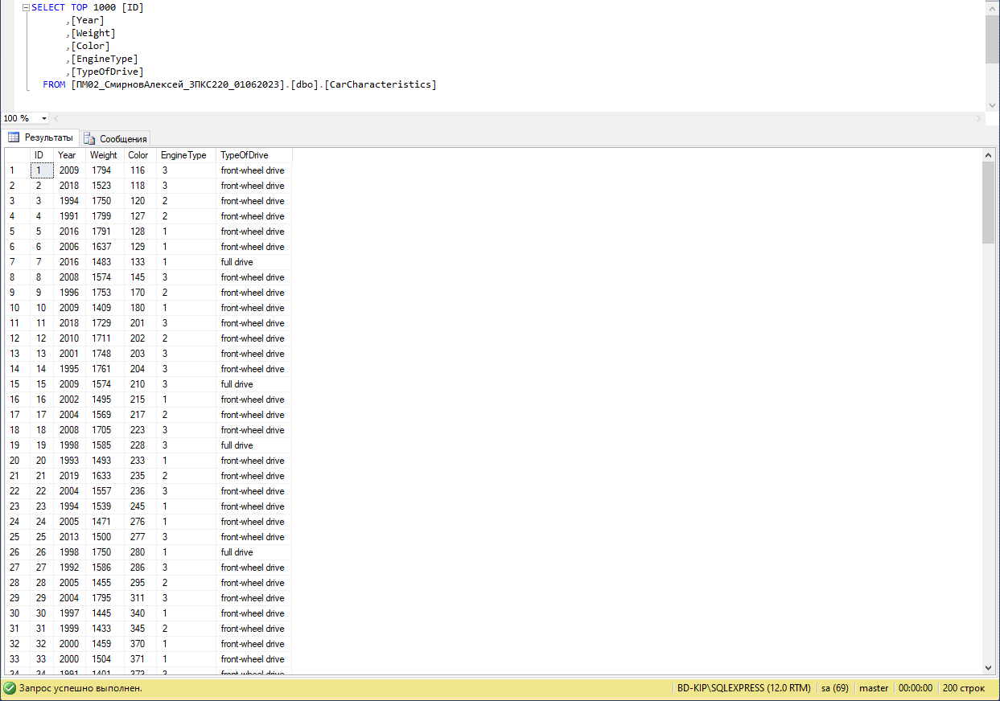 SELECT TOP 1000 [ID]
,[Year]
,[Weight]
,[Color]
,[EngineType]
,[TypeOfDrive]
FROM [ПМ02_СмирновАлексей_3ПКС220_01062023].[dbo].[CarCharacteristics]
100 %
Результаты Сообщения
ID Year Weight Color EngineType TypeOfDrive
1 1 2009 1794 116 3 front-wheel drive
2 2 2018 1523 118 3 front-wheel drive
3 3 1994 1750 120 2 front-wheel drive
4 4 1991 1799 127 2 front-wheel drive
5 5 2016 1791 128 1 front-wheel drive
6 6 2006 1637 129 1 front-wheel drive
7 7 2016 1483 133 1 full drive
8 8 2008 1574 145 3 front-wheel drive
9 9 1996 1753 170 2 front-wheel drive
10 10 2009 1409 180 1 front-wheel drive
11 11 2018 1729 201 3 front-wheel drive
12 12 2010 1711 202 2 front-wheel drive
13 13 2001 1748 203 3 front-wheel drive
14 14 1995 1761 204 3 front-wheel drive
15 15 2009 1574 210 3 full drive
16 16 2002 1495 215 1 front-wheel drive
17 17 2004 1569 217 2 front-wheel drive
18 18 2008 1705 223 3 front-wheel drive
19 19 1998 1585 228 3 full drive
20 20 1993 1493 233 1 front-wheel drive
21 21 2019 1633 235 2 front-wheel drive
22 22 2004 1557 236 3 front-wheel drive
23 23 1994 1539 245 1 front-wheel drive
24 24 2005 1471 276 1 front-wheel drive
25 25 2013 1500 277 3 front-wheel drive
26 26 1998 1750 280 1 full drive
27 27 1992 1586 286 3 front-wheel drive
28 28 2005 1455 295 2 front-wheel drive
29 29 2004 1795 311 3 front-wheel drive
30 30 1997 1445 340 1 front-wheel drive
31 31 1999 1433 345 2 front-wheel drive
32 32 2000 1459 370 1 front-wheel drive
33 33 2000 1504 371 1 front-wheel drive
34 34 1991 1401 373 front-wheel drive
Запрос успешно выполнен. BD-KIP\SQLEXPRESS (12.0 RTM) sa (69) master 00:00:00 200 строк